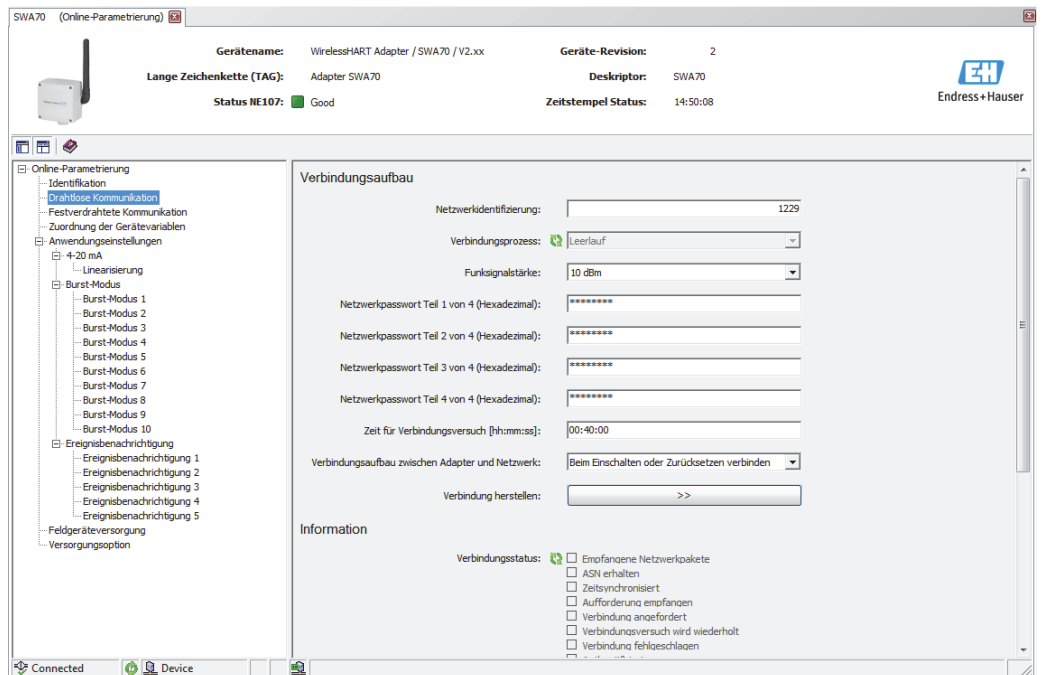 SWA70 (Online-Parametrierung)
Gerätename: WirelessHART Adapter / SWA70 / V2.xx Geräte-Revision: 2
Lange Zeichenkette (TAG): Adapter SWA70 Deskriptor: SWA70
Status NE107: Good Zeitstempel Status: 14:50:08
EH
Endress+Hauser
Online-Parametrierung
Identifikation
Drahtlose Kommunikation
Festverdrahtete Kommunikation
Zuordnung der Gerätevariablen
Anwendungseinstellungen
4-20 mA
Linearisierung
Burst-Modus
Burst-Modus 1
Burst-Modus 2
Burst-Modus 3
Burst-Modus 4
Burst-Modus 5
Burst-Modus 6
Burst-Modus 7
Burst-Modus 8
Burst-Modus 9
Burst-Modus 10
Ereignisbenachrichtigung
Ereignisbenachrichtigung 1
Ereignisbenachrichtigung 2
Ereignisbenachrichtigung 3
Ereignisbenachrichtigung 4
Ereignisbenachrichtigung 5
Feldgeräteversorgung
Versorgungsoption
Verbindungsaufbau
Netzwerkidentifizierung: 1229
Verbindungsprozess: Leerlauf
Funksignalstärke: 10 dBm
Netzwerkpasswort Teil 1 von 4 (Hexadezimal): ********
Netzwerkpasswort Teil 2 von 4 (Hexadezimal): ********
Netzwerkpasswort Teil 3 von 4 (Hexadezimal): ********
Netzwerkpasswort Teil 4 von 4 (Hexadezimal): ********
Zeit für Verbindungsversuch [hh:mm:ss]: 00:40:00
Verbindungsaufbau zwischen Adapter und Netzwerk: Beim Einschalten oder Zurücksetzen verbinden
Verbindung herstellen: >>
Information
Verbindungsstatus: Empfangene Netzwerkpakete
ASN erhalten
Zeitsynchronisiert
Aufforderung empfangen
Verbindung angefordert
Verbindungsversuch wird wiederholt
Verbindung fehlgeschlagen
Connected Device